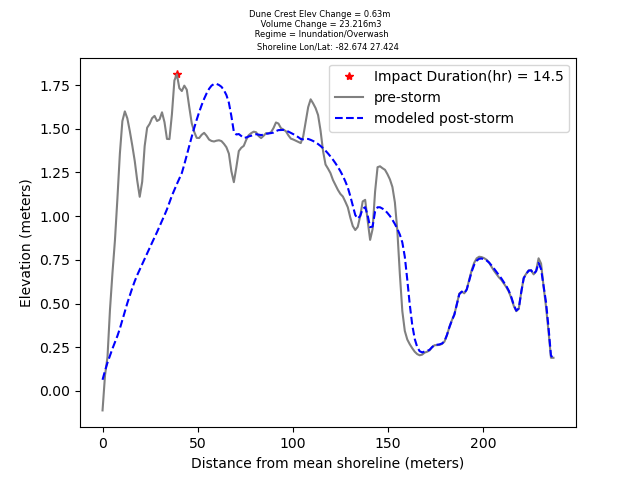 Dune Crest Elev Change = 0.63m
Volume Change = 23.216m3
Regime = Inundation/Overwash
Shoreline Lon/Lat: -82.674 27.424
Impact Duration(hr) = 14.5
pre-storm
modeled post-storm
Elevation (meters)
1.75
1.50
1.25
1.00
0.75
0.50
0.25
0.00
0 50 100 150 200
Distance from mean shoreline (meters)